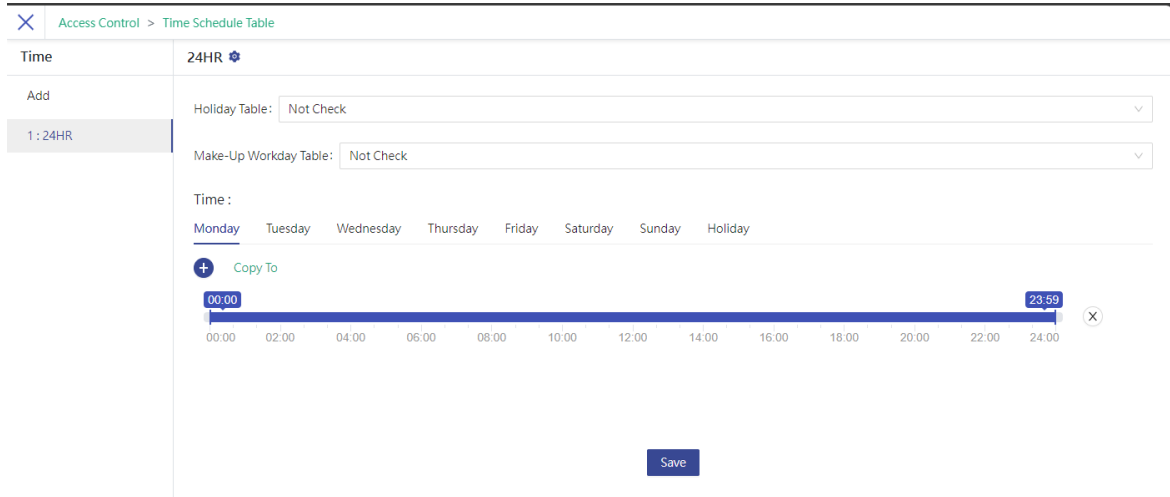 Access Control > Time Schedule Table
Time
24HR
Add
1 : 24HR
Holiday Table: Not Check
Make-Up Workday Table: Not Check
Time :
Monday Tuesday Wednesday Thursday Friday Saturday Sunday Holiday
Copy To
00:00 23:59
00:00 02:00 04:00 06:00 08:00 10:00 12:00 14:00 16:00 18:00 20:00 22:00 24:00
Save